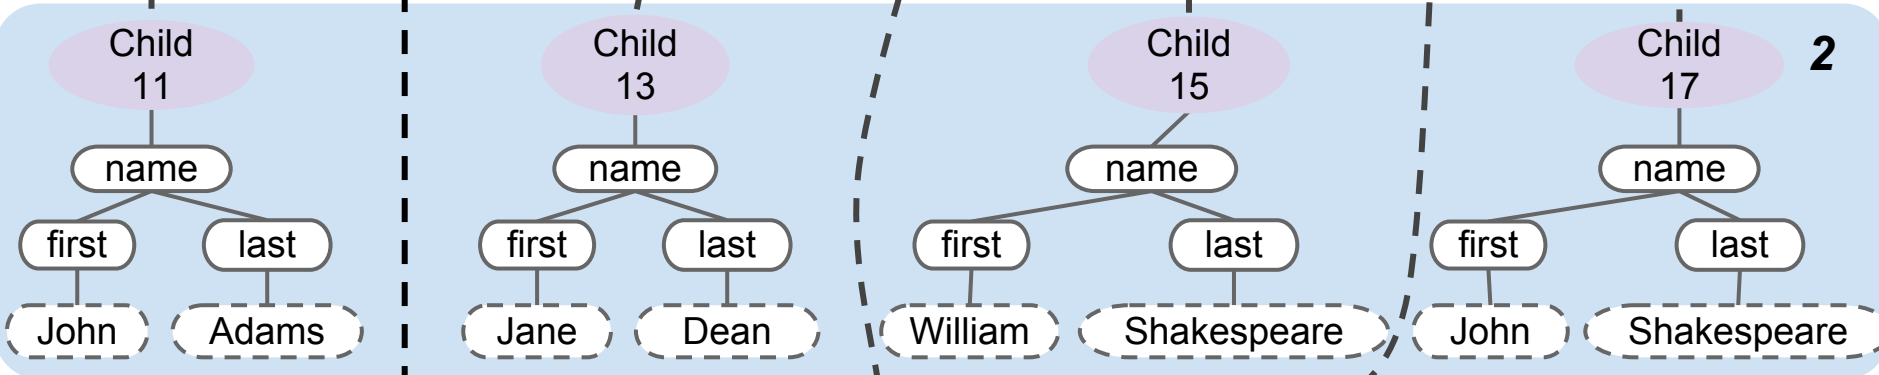 Child
11
Child
13
Child
15
Child
17
2
name
name
name
name
first
last
first
last
first
last
first
last
John
Adams
Jane
Dean
William
Shakespeare
John
Shakespeare